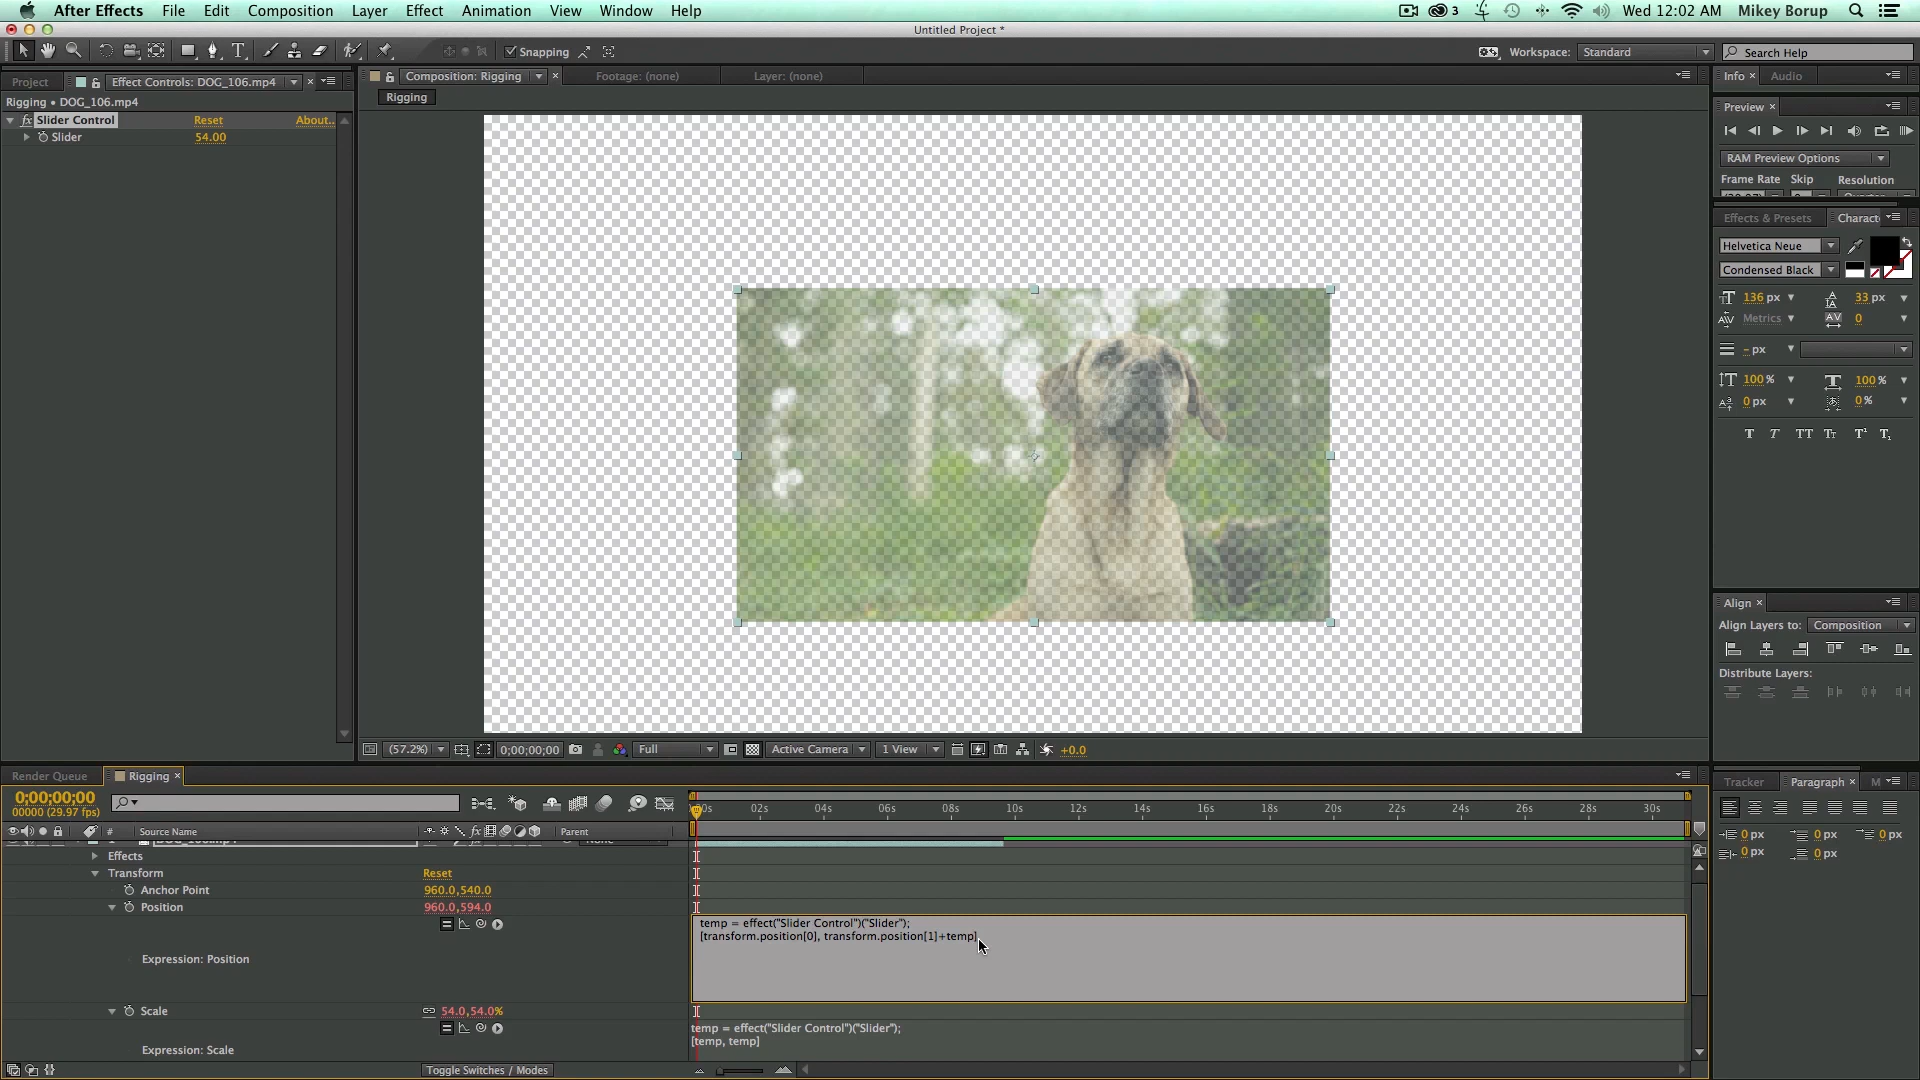 After Effects File Edit Composition Layer Effect Animation View Window Help
3 Wed 12:02 AM Mikey Borup
Untitled Project *
Snapping
Workspace: Standard
Search Help
Project
Effect Controls: DOG_106.mp4
Rigging • DOG_106.mp4
fx Slider Control Reset About..
Slider 54.00
Composition: Rigging
Footage: (none)
Layer: (none)
Rigging
Info
Audio
Preview
RAM Preview Options
Frame Rate Skip Resolution
Effects & Presets
Charact
Helvetica Neue
Condensed Black
136 px
33 px
Metrics
0
- px
100 %
100 %
0 px
0 %
T T TT Tr T¹ T₁
Align
Align Layers to: Composition
Distribute Layers:
(57.2%)
0;00;00;00
Full
Active Camera
1 View
+0.0
Render Queue
Rigging
0;00;00;00
00000 (29.97 fps)
# Source Name
Parent
:00s 02s 04s 06s 08s 10s 12s 14s 16s 18s 20s 22s 24s 26s 28s 30s
Effects
Transform Reset
Anchor Point 960.0,540.0
Position 960.0,594.0
temp = effect("Slider Control")("Slider");
[transform.position[0], transform.position[1]+temp]
Expression: Position
Scale 54.0,54.0%
temp = effect("Slider Control")("Slider");
[temp, temp]
Expression: Scale
Toggle Switches / Modes
Tracker
Paragraph
M
0 px
0 px
0 px
0 px
0 px